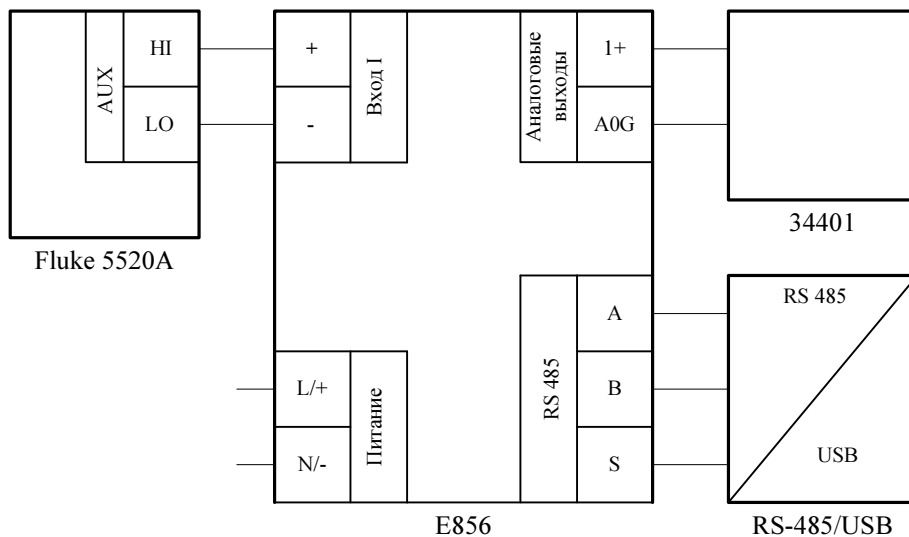 AUX
HI
LO
Fluke 5520A
+
-
Вход I
Аналоговые
выходы
1+
A0G
34401
L/+
N/-
Питание
RS 485
A
B
S
E856
RS 485
USB
RS-485/USB